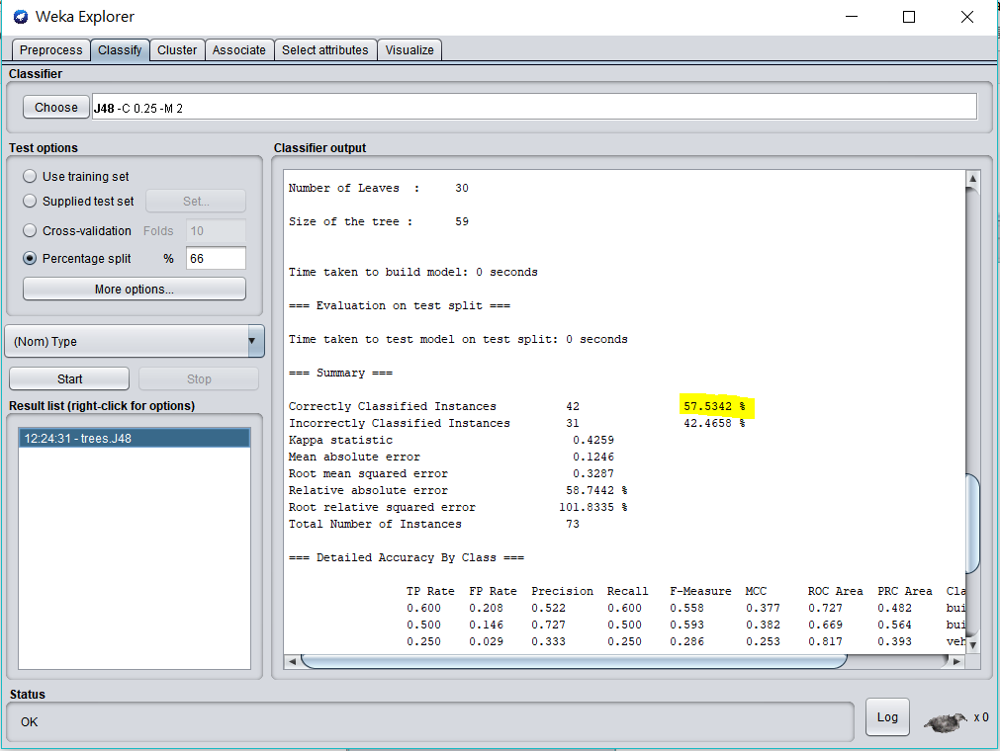 Weka Explorer
Preprocess Classify Cluster Associate Select attributes Visualize
Classifier
Choose J48 -C 0.25 -M 2
Test options
Use training set
Supplied test set Set...
Cross-validation Folds 10
Percentage split % 66
More options...
(Nom) Type
Start Stop
Result list (right-click for options)
12:24:31 - trees.J48
Classifier output
Number of Leaves : 30
Size of the tree : 59
Time taken to build model: 0 seconds
=== Evaluation on test split ===
Time taken to test model on test split: 0 seconds
=== Summary ===
Correctly Classified Instances 42 57.5342 %
Incorrectly Classified Instances 31 42.4658 %
Kappa statistic 0.4259
Mean absolute error 0.1246
Root mean squared error 0.3287
Relative absolute error 58.7442 %
Root relative squared error 101.8335 %
Total Number of Instances 73
=== Detailed Accuracy By Class ===
TP Rate FP Rate Precision Recall F-Measure MCC ROC Area PRC Area Cla
0.600 0.208 0.522 0.600 0.558 0.377 0.727 0.482 bui
0.500 0.146 0.727 0.500 0.593 0.382 0.669 0.564 bui
0.250 0.029 0.333 0.250 0.286 0.253 0.817 0.393 veh
Status
OK
Log x 0